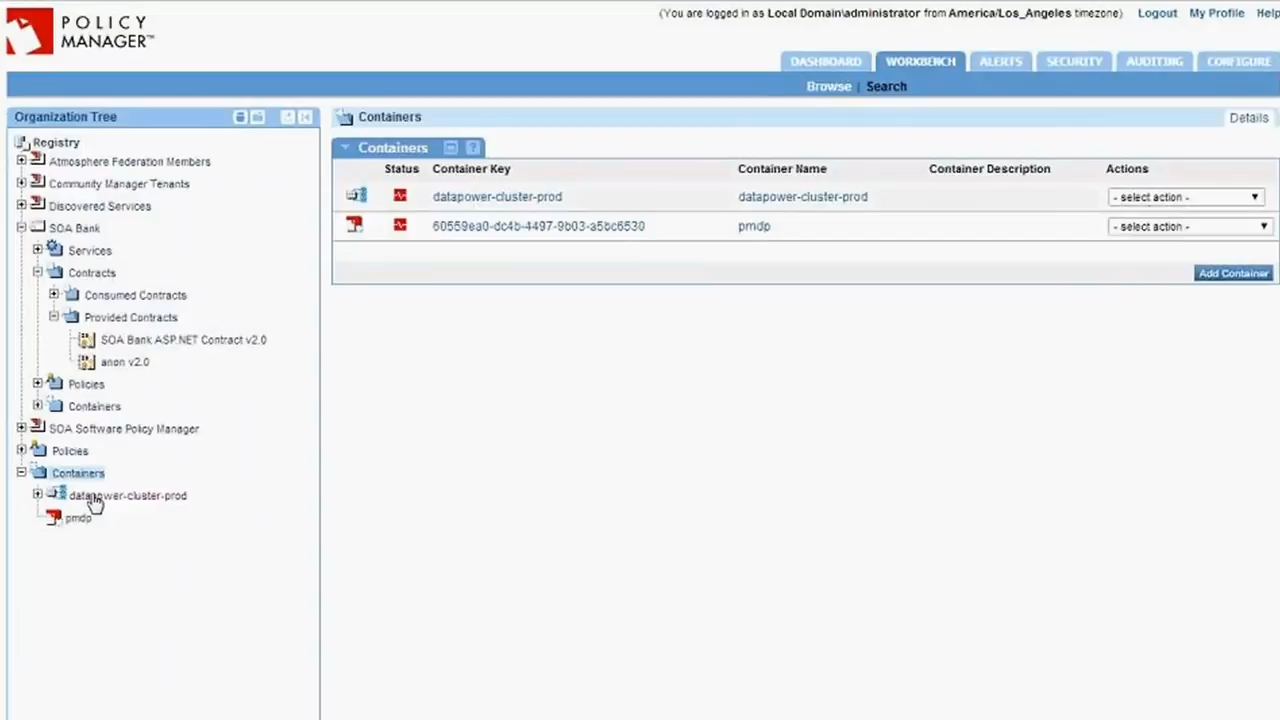 POLICY
MANAGER™
(You are logged in as Local Domain\administrator from America/Los_Angeles timezone)
Logout
My Profile
Help
DASHBOARD
WORKBENCH
ALERTS
SECURITY
AUDITING
CONFIGURE
Browse | Search
Organization Tree
Registry
Atmosphere Federation Members
Community Manager Tenants
Discovered Services
SOA Bank
Services
Contracts
Consumed Contracts
Provided Contracts
SOA Bank ASP.NET Contract v2.0
anon v2.0
Policies
Containers
SOA Software Policy Manager
Policies
Containers
datapower-cluster-prod
pmdp
Containers
Details
Containers
Status Container Key Container Name Container Description Actions
datapower-cluster-prod datapower-cluster-prod - select action -
60559ea0-dc4b-4497-9b03-a5bc6530 pmdp - select action -
Add Container